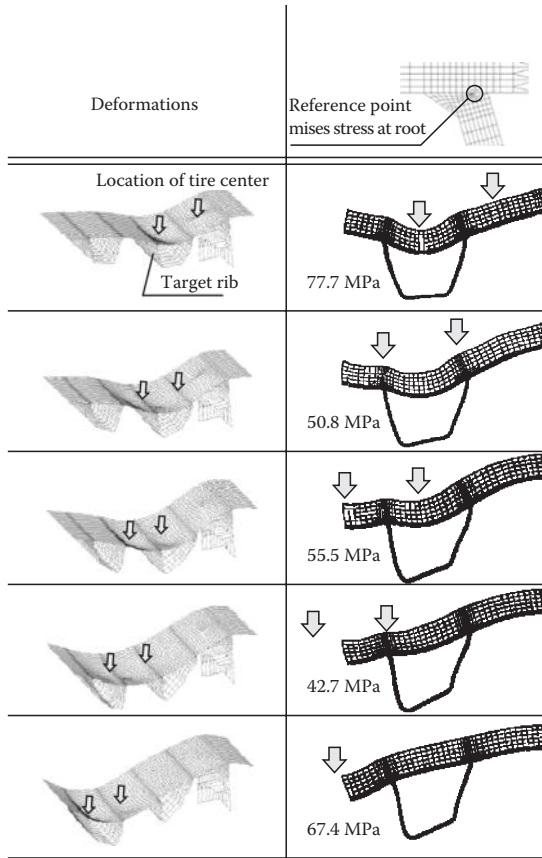 Deformations
Reference point
mises stress at root
Location of tire center
Target rib
77.7 MPa
50.8 MPa
55.5 MPa
42.7 MPa
67.4 MPa